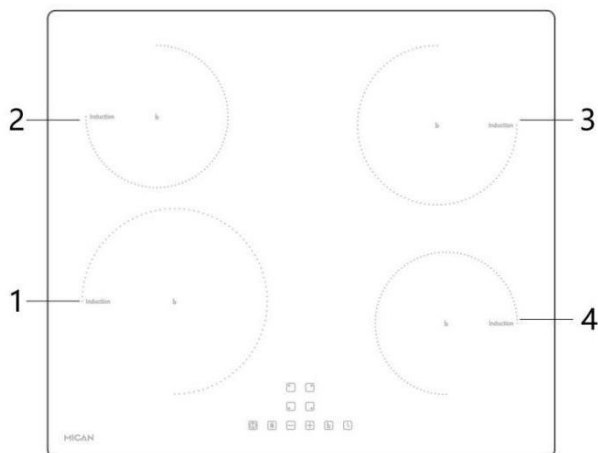 2 Induction b
b Induction 3
1 Induction b
b Induction 4
MICAN